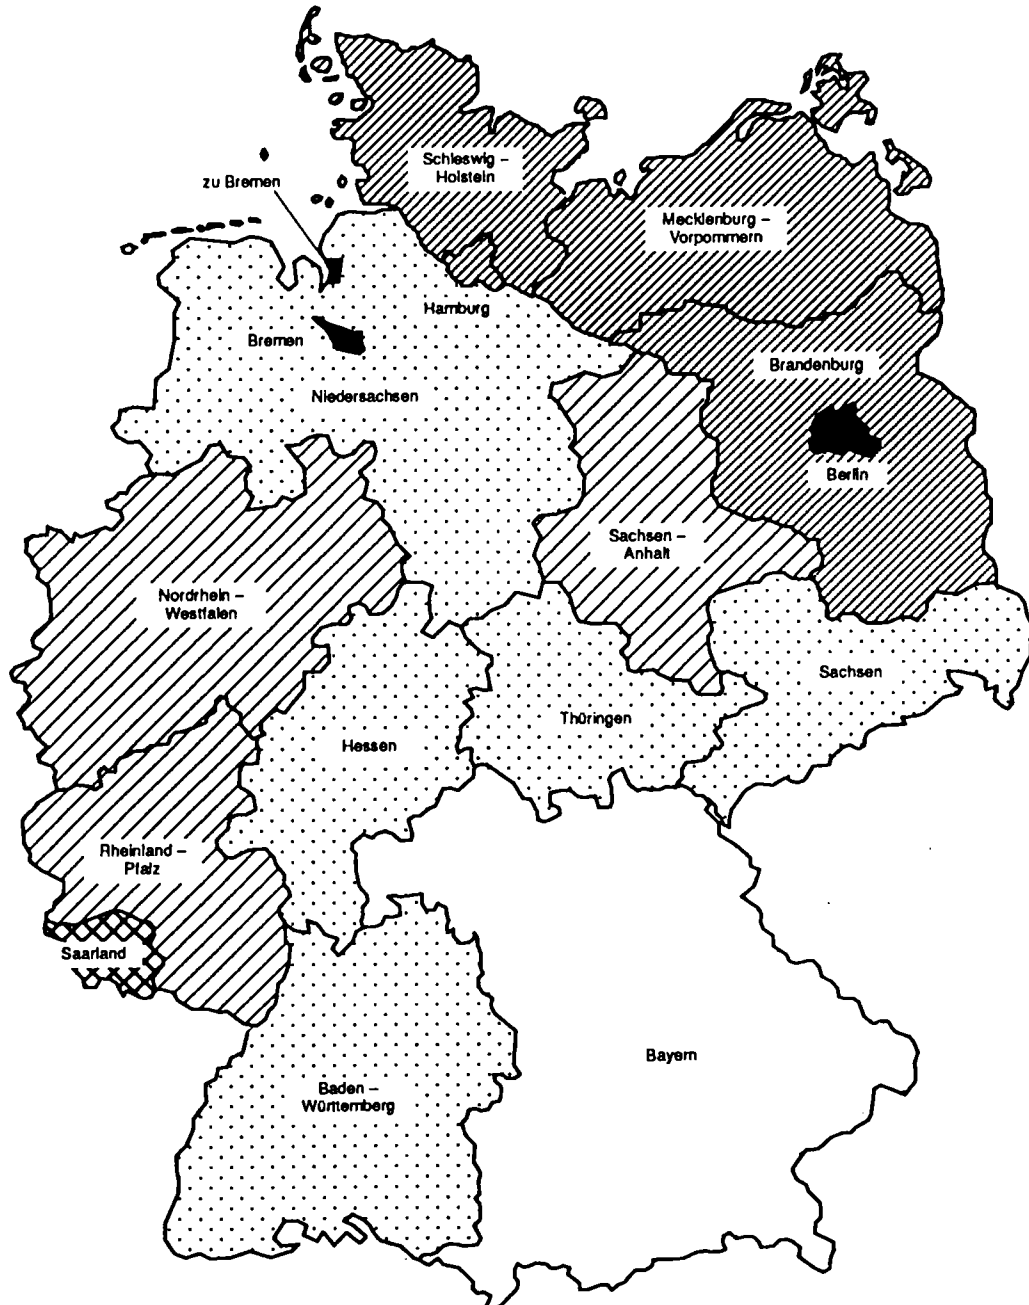 Schleswig –
Holstein
zu Bremen
Mecklenburg –
Vorpommern
Hamburg
Bremen
Brandenburg
Niedersachsen
Berlin
Sachsen –
Anhalt
Nordrhein –
Westfalen
Sachsen
Thüringen
Hessen
Rheinland –
Pfalz
Saarland
Bayern
Baden –
Württemberg